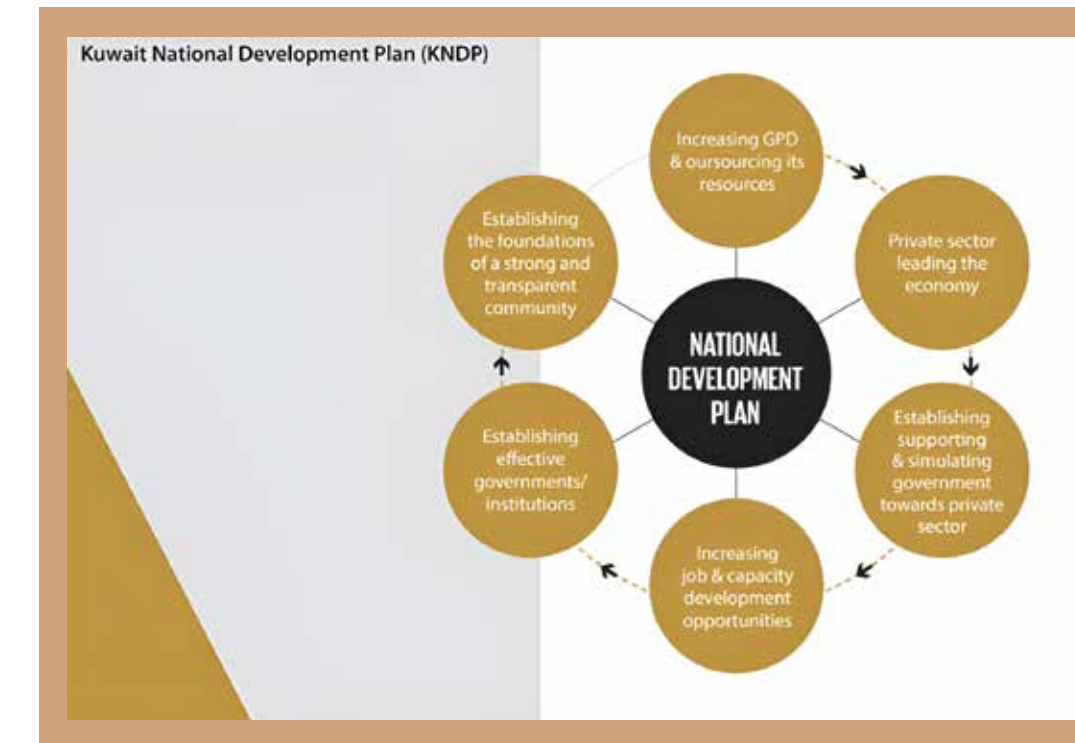 Kuwait National Development Plan (KNDP)
Increasing GPD
& oursourcing its
resources
Private sector
leading the
economy
Establishing
supporting
& simulating
government
towards private
sector
Increasing
job & capacity
development
opportunities
Establishing
effective
governments/
institutions
Establishing
the foundations
of a strong and
transparent
community
NATIONAL
DEVELOPMENT
PLAN